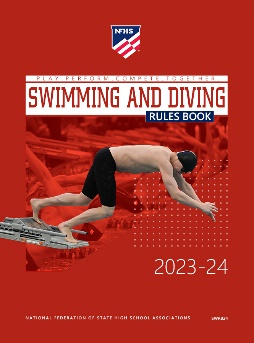 NFHS
PLAY.PERFORM.COMPETE.TOGETHER.
SWIMMING AND DIVING
RULES BOOK
2023-24
NATIONAL FEDERATION OF STATE HIGH SCHOOL ASSOCIATIONS